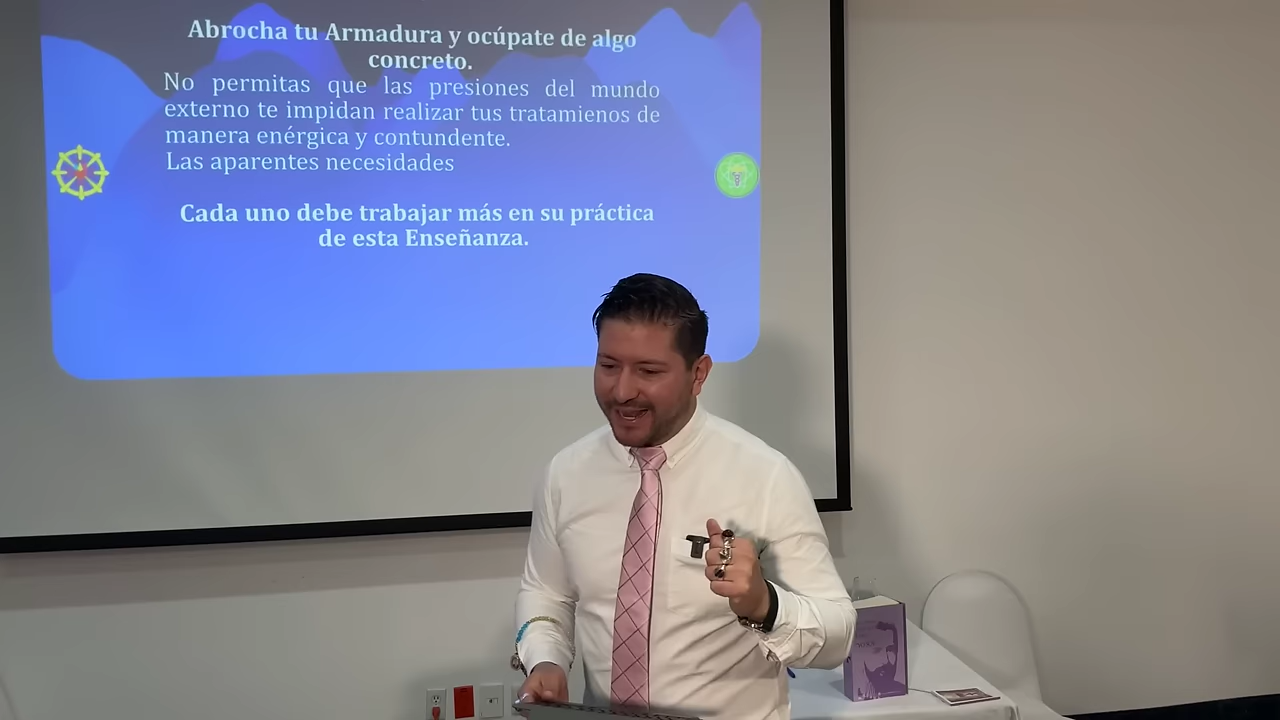 Abrocha tu Armadura y ocúpate de algo
concreto.
No permitas que las presiones del mundo
externo te impidan realizar tus tratamienos de
manera enérgica y contundente.
Las aparentes necesidades
Cada uno debe trabajar más en su práctica
de esta Enseñanza.